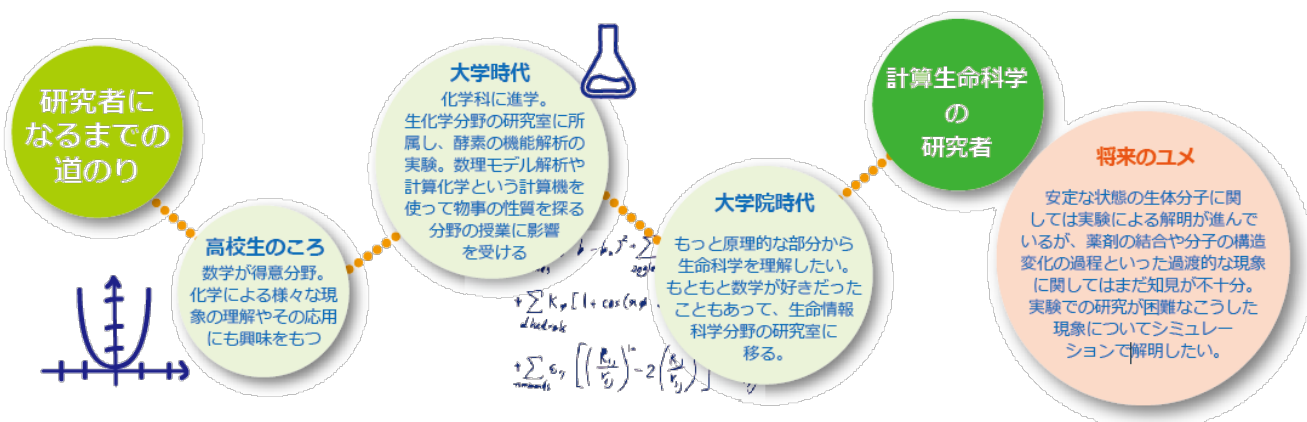 研究者に
なるまでの
道のり
高校生のころ
数学が得意分野。
化学による様々な現
象の理解やその応用
にも興味をもつ
大学時代
化学科に進学。
生化学分野の研究室に所
属し、酵素の機能解析の
実験。数理モデル解析や
計算化学という計算機を
使って物事の性質を探る
分野の授業に影響
を受ける
大学院時代
もっと原理的な部分から
生命科学を理解したい。
もともと数学が好きだった
こともあって、生命情報
科学分野の研究室に
移る。
計算生命科学
の
研究者
将来のユメ
安定な状態の生体分子に関
しては実験による解明が進んで
いるが、薬剤の結合や分子の構造
変化の過程といった過渡的な現象
に関してはまだ知見が不十分。
実験での研究が困難なこうした
現象についてシミュレー
ションで解明したい。